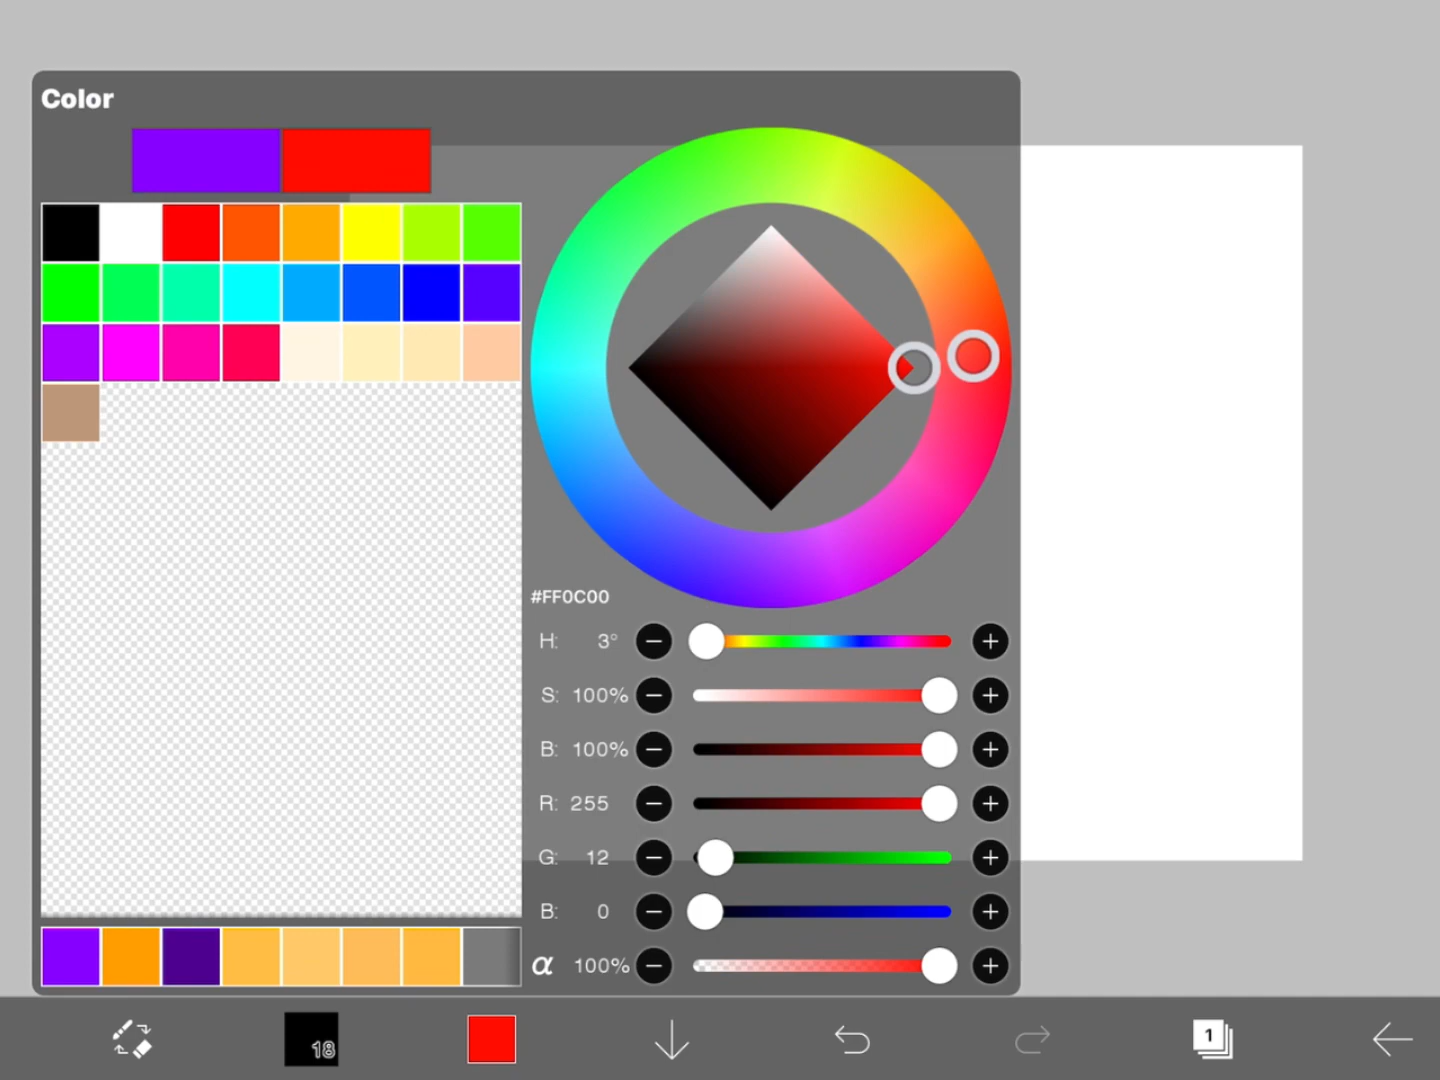 Color
#FF0C00
H: 3°
S: 100%
B: 100%
R: 255
G: 12
B: 0
α 100%
18
1